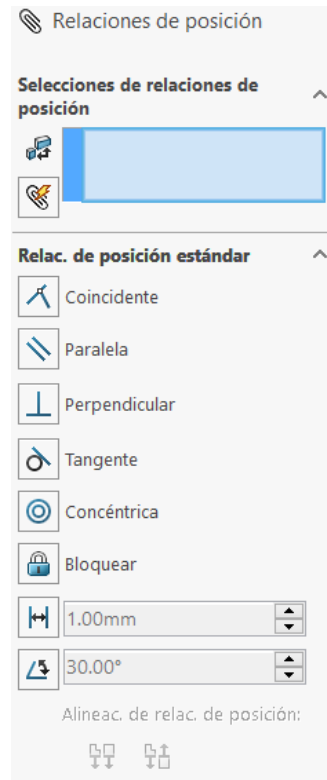 Relaciones de posición
Selecciones de relaciones de
posición
Relac. de posición estándar
Coincidente
Paralela
Perpendicular
Tangente
Concéntrica
Bloquear
1.00mm
30.00°
Alineac. de relac. de posición: